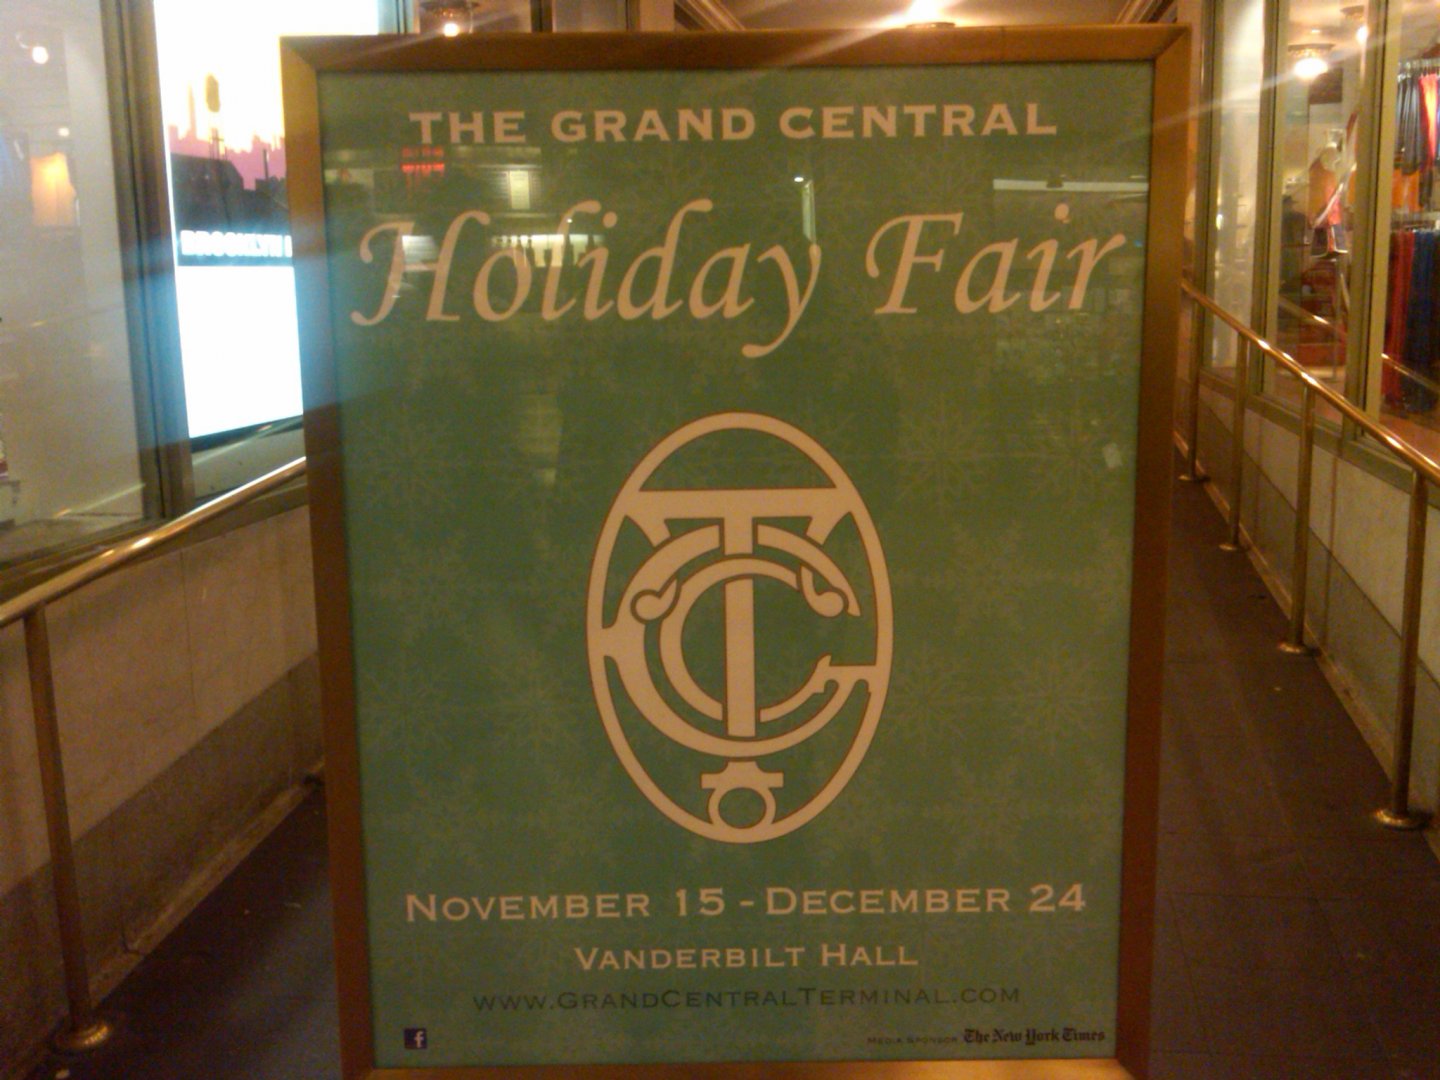 THE GRAND CENTRAL
Holiday Fair
NOVEMBER 15 - DECEMBER 24
VANDERBILT HALL
WWW.GRANDCENTRALTERMINAL.COM
f
MEDIA SPONSOR The New York Times
BROOKLYN